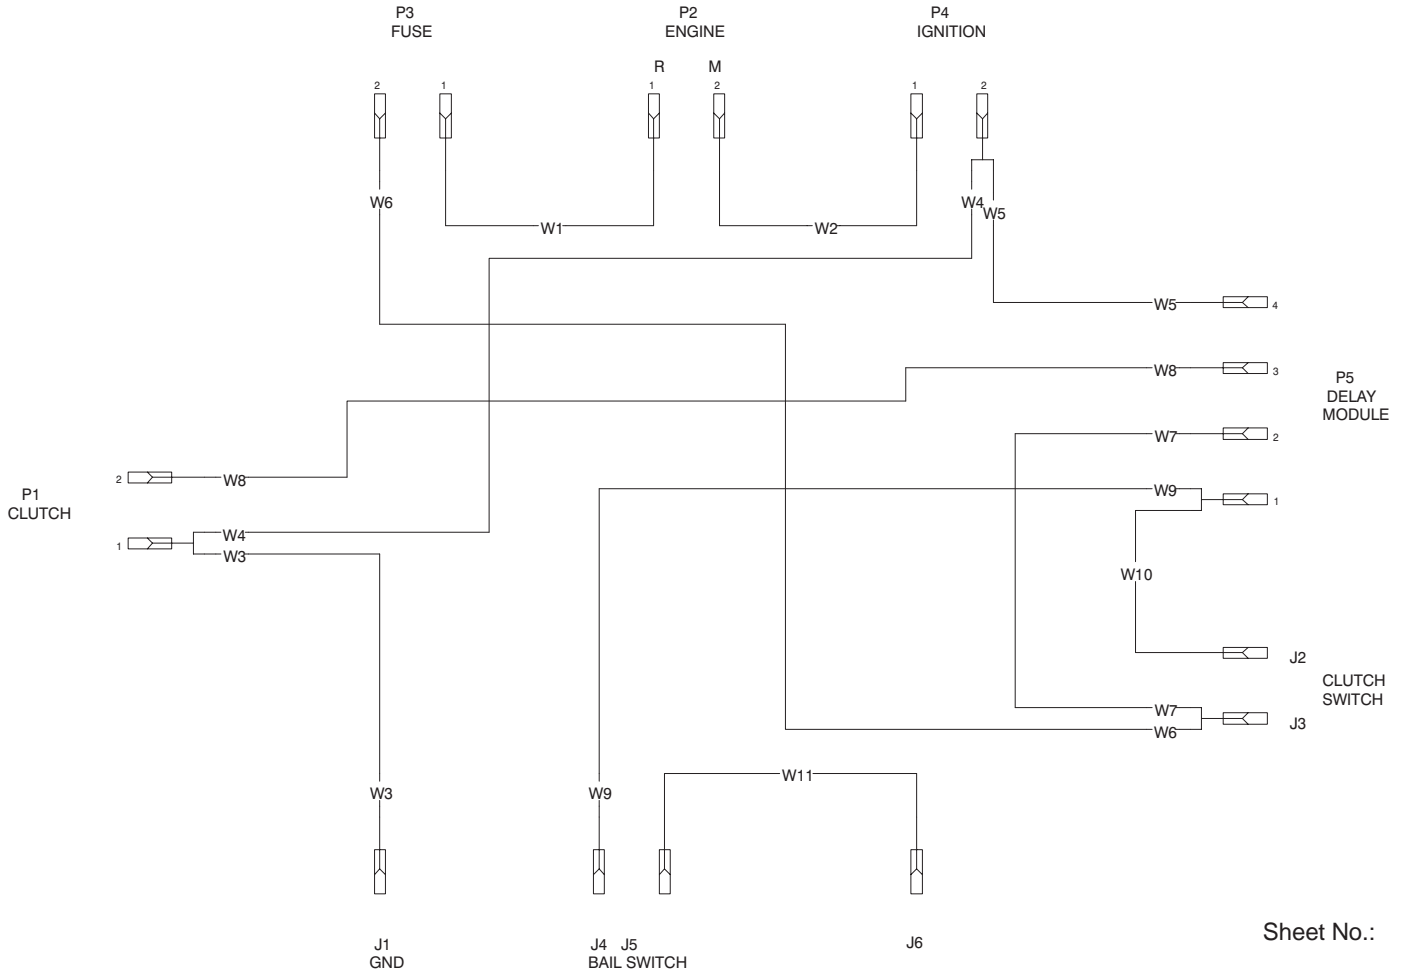 P3
FUSE
P2
ENGINE
P4
IGNITION
R M
2 1 1 2 1 2
W6
W1
W2
W4
W5
W5
4
W8
3
P5
DELAY
MODULE
W7
2
P1
CLUTCH
2
W8
W9
1
1
W4
W3
W10
J2
CLUTCH
SWITCH
W7
W6
J3
W11
W3
W9
J1
GND
J4 J5
BAIL SWITCH
J6
Sheet No.: